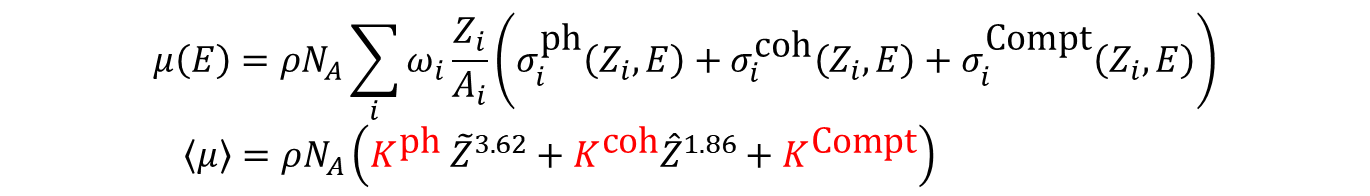 μ(E) = ρN_A ∑_i ω_i Z_i/A_i (σ_i^ph(Z_i, E) + σ_i^coh(Z_i, E) + σ_i^Compt(Z_i, E))
⟨μ⟩ = ρN_A (K^ph Z̃^3.62 + K^coh Ẑ^1.86 + K^Compt)